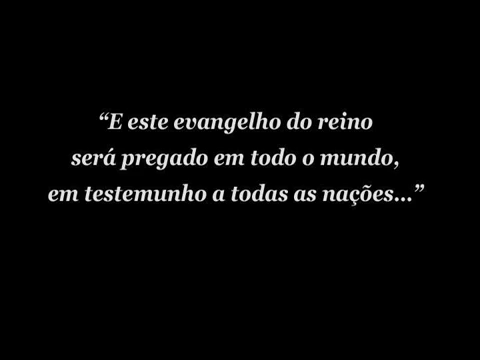 “E este evangelho do reino
será pregado em todo o mundo,
em testemunho a todas as nações...”